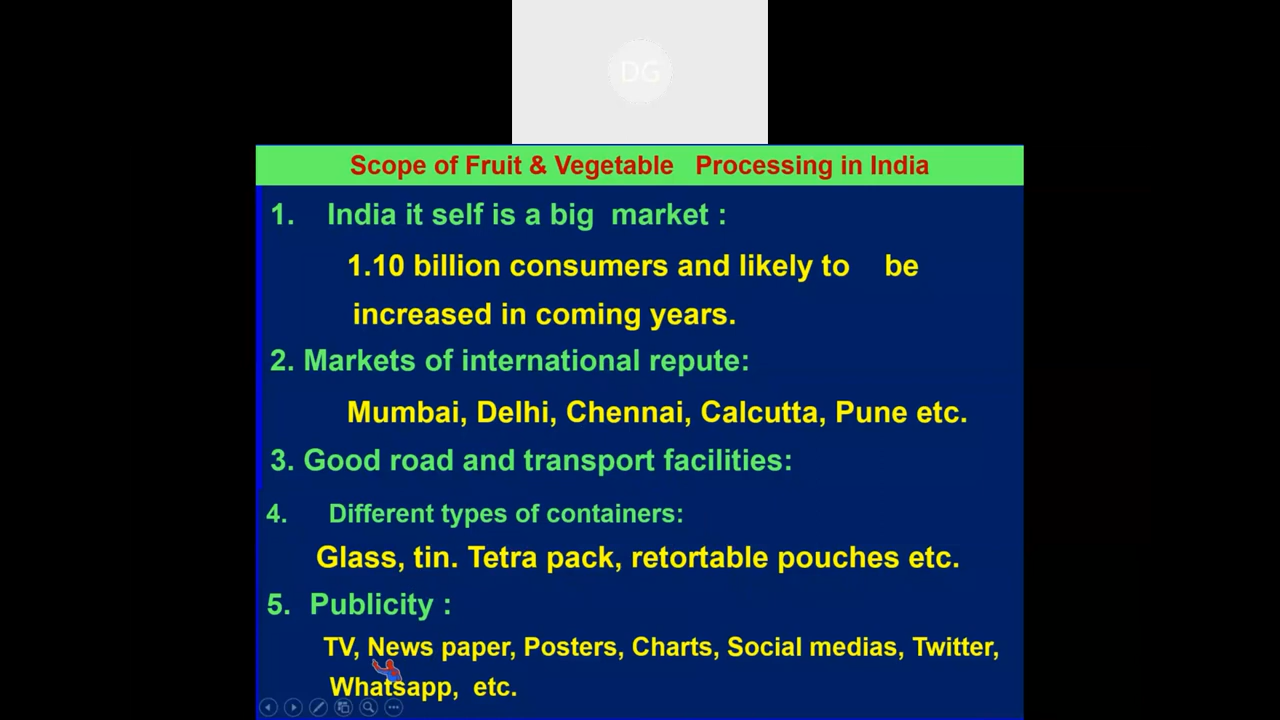 DG
Scope of Fruit & Vegetable Processing in India
1. India it self is a big market :
1.10 billion consumers and likely to be
increased in coming years.
2. Markets of international repute:
Mumbai, Delhi, Chennai, Calcutta, Pune etc.
3. Good road and transport facilities:
4. Different types of containers:
Glass, tin. Tetra pack, retortable pouches etc.
5. Publicity :
TV, News paper, Posters, Charts, Social medias, Twitter,
Whatsapp, etc.